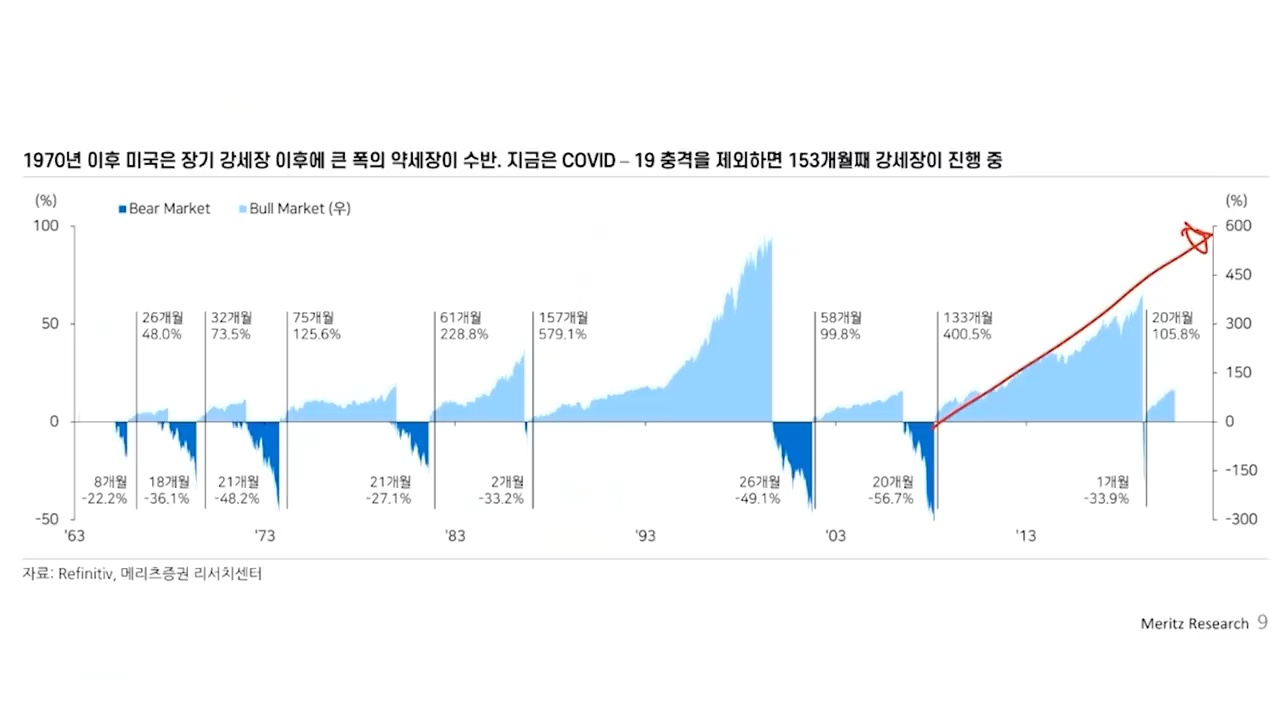 1970년 이후 미국은 장기 강세장 이후에 큰 폭의 약세장이 수반. 지금은 COVID – 19 충격을 제외하면 153개월째 강세장이 진행 중
(%)
(%)
Bear Market
Bull Market (우)
100
50
0
-50
600
450
300
150
0
-150
-300
26개월
48.0%
32개월
73.5%
75개월
125.6%
61개월
228.8%
157개월
579.1%
58개월
99.8%
133개월
400.5%
20개월
105.8%
8개월
-22.2%
18개월
-36.1%
21개월
-48.2%
21개월
-27.1%
2개월
-33.2%
26개월
-49.1%
20개월
-56.7%
1개월
-33.9%
'63
'73
'83
'93
'03
'13
자료: Refinitiv, 메리츠증권 리서치센터
Meritz Research 9